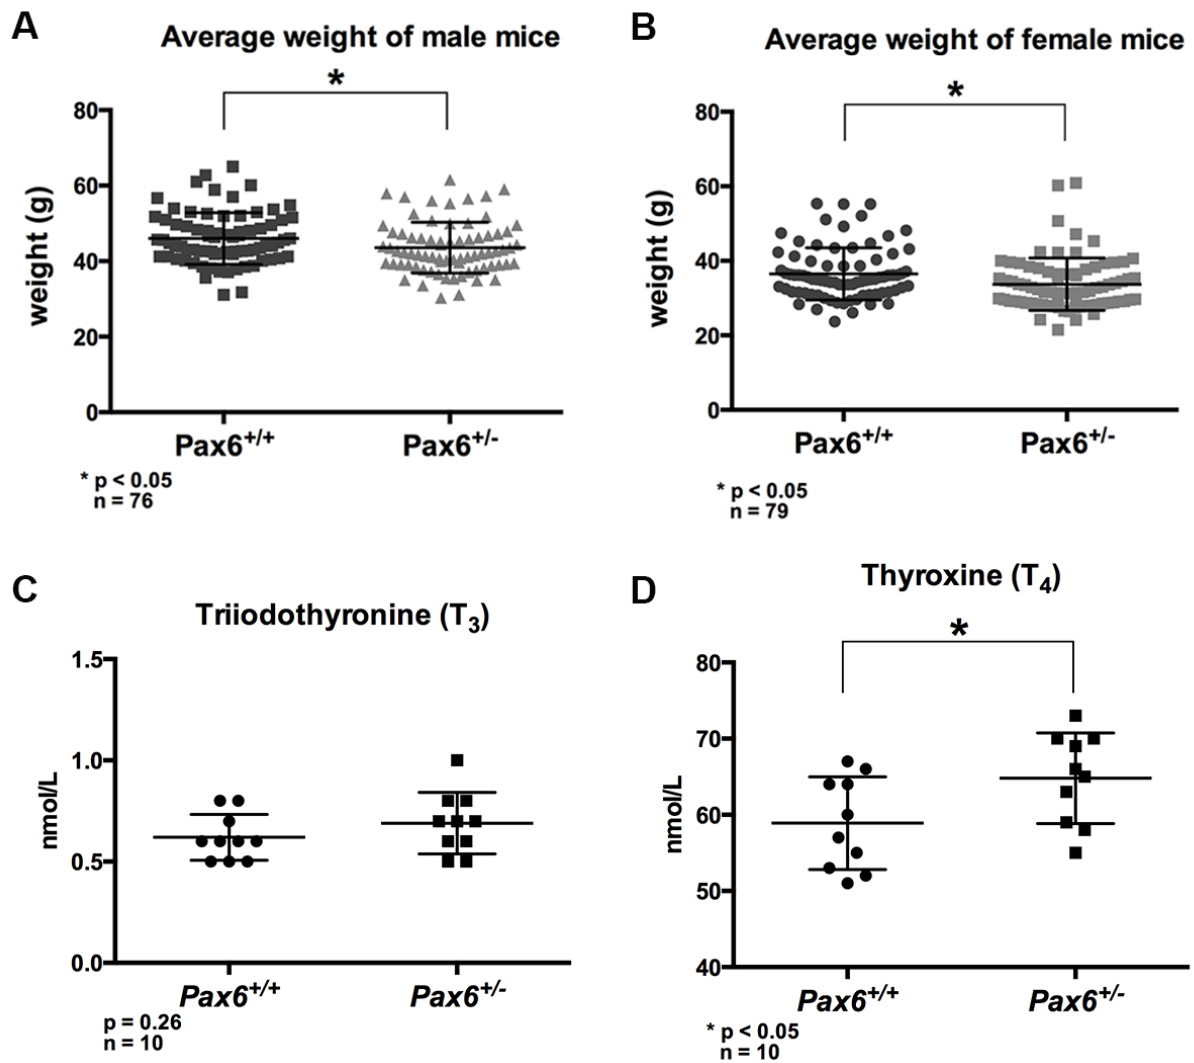 A
Average weight of male mice
*
weight (g)
80
60
40
20
0
Pax6+/+
Pax6+/-
* p < 0.05
n = 76
B
Average weight of female mice
*
weight (g)
80
60
40
20
0
Pax6+/+
Pax6+/-
* p < 0.05
n = 79
C
Triiodothyronine (T3)
nmol/L
1.5
1.0
0.5
0.0
Pax6+/+
Pax6+/-
p = 0.26
n = 10
D
Thyroxine (T4)
*
nmol/L
80
70
60
50
40
Pax6+/+
Pax6+/-
* p < 0.05
n = 10